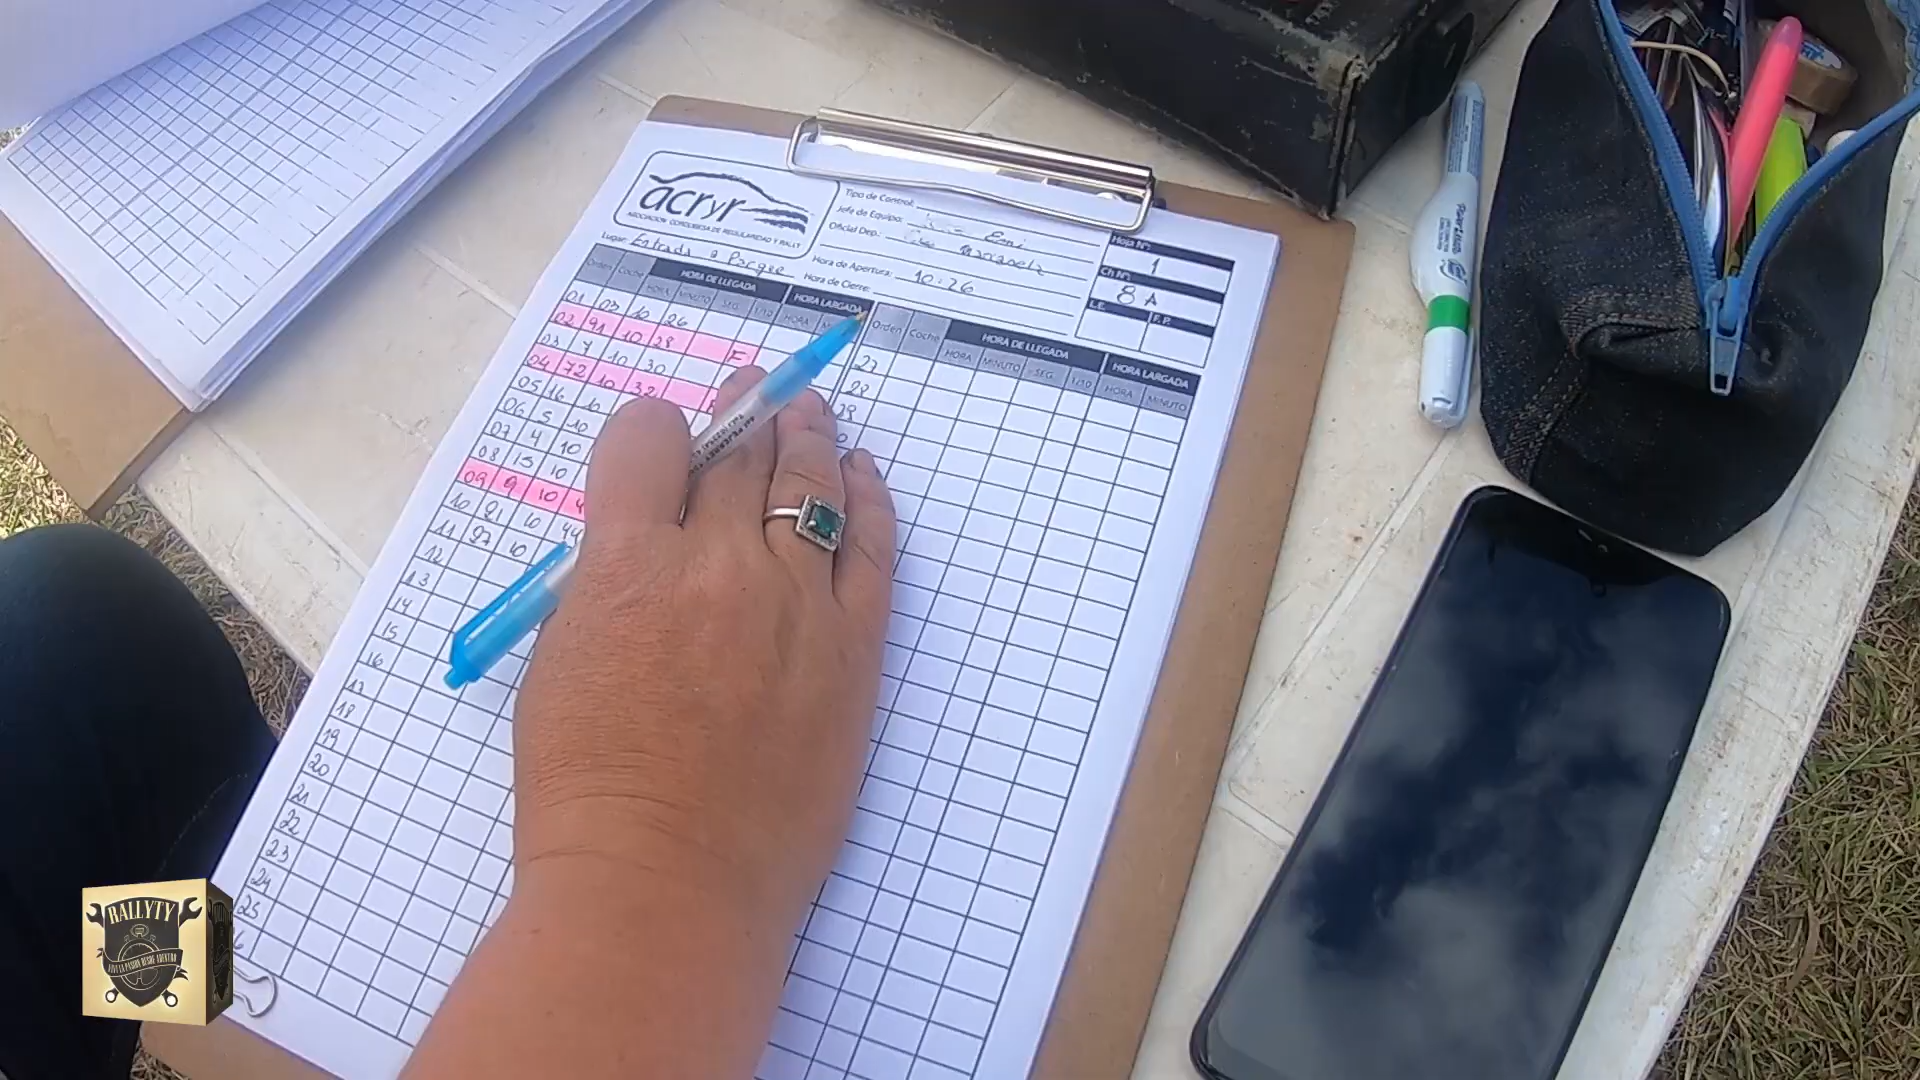 acryr
ASOCIACION CORDOBESA DE REGULARIDAD Y RALLY
Tipo de Control:
Jefe de Equipo: Emi
Oficial Dep.: Marianela
Lugar: Entrada a Parque
Hora de Apertura: 10:26
Hora de Cierre:
Hoja Nº: 1
Ch Nº: 8 A
F. P.
Orden Coche HORA DE LLEGADA HORA LARGADA
HORA MINUTO SEG. 1/10 HORA
Orden Coche HORA DE LLEGADA HORA LARGADA
HORA MINUTO SEG. 1/10 HORA MINUTO
01 03 10 26
02 91 10 28 F
03 7 10 30
04 72 10 32
05 16 10
06 5 10
07 4 10
08 15 10
09 9 10
10 21 10 44
11 10
12
13
14
15
16
17
18
19
20
21
22
23
24
25
27
28
29
RALLYTY